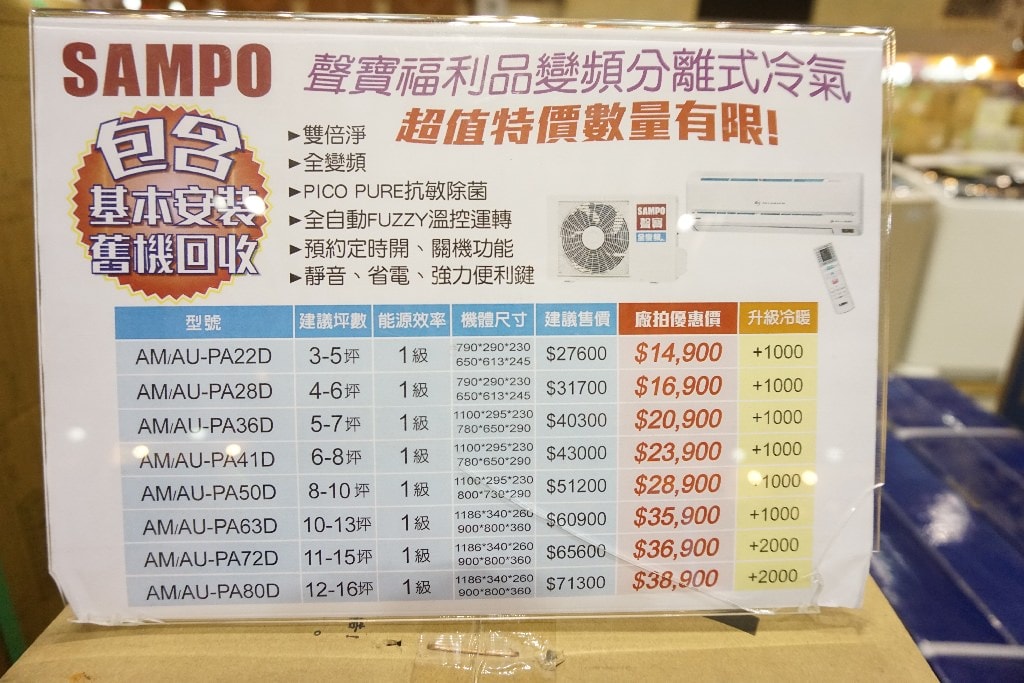 SAMPO
聲寶福利品變頻分離式冷氣
超值特價數量有限!
包含
基本安裝
舊機回收
►雙倍淨
►全變頻
►PICO PURE抗敏除菌
►全自動FUZZY溫控運轉
►預約定時開、關機功能
►靜音、省電、強力便利鍵
SAMPO
聲寶
型號 建議坪數 能源效率 機體尺寸 建議售價 廠拍優惠價 升級冷暖
AM/AU-PA22D 3-5坪 1級 790*290*230 650*613*245 $27600 $14,900 +1000
AM/AU-PA28D 4-6坪 1級 790*290*230 650*613*245 $31700 $16,900 +1000
AM/AU-PA36D 5-7坪 1級 1100*295*230 780*650*290 $40300 $20,900 +1000
AM/AU-PA41D 6-8坪 1級 1100*295*230 780*650*290 $43000 $23,900 +1000
AM/AU-PA50D 8-10坪 1級 1100*295*230 800*730*290 $51200 $28,900 +1000
AM/AU-PA63D 10-13坪 1級 1186*340*260 900*800*360 $60900 $35,900 +1000
AM/AU-PA72D 11-15坪 1級 1186*340*260 900*800*360 $65600 $36,900 +2000
AM/AU-PA80D 12-16坪 1級 1186*340*260 900*800*360 $71300 $38,900 +2000